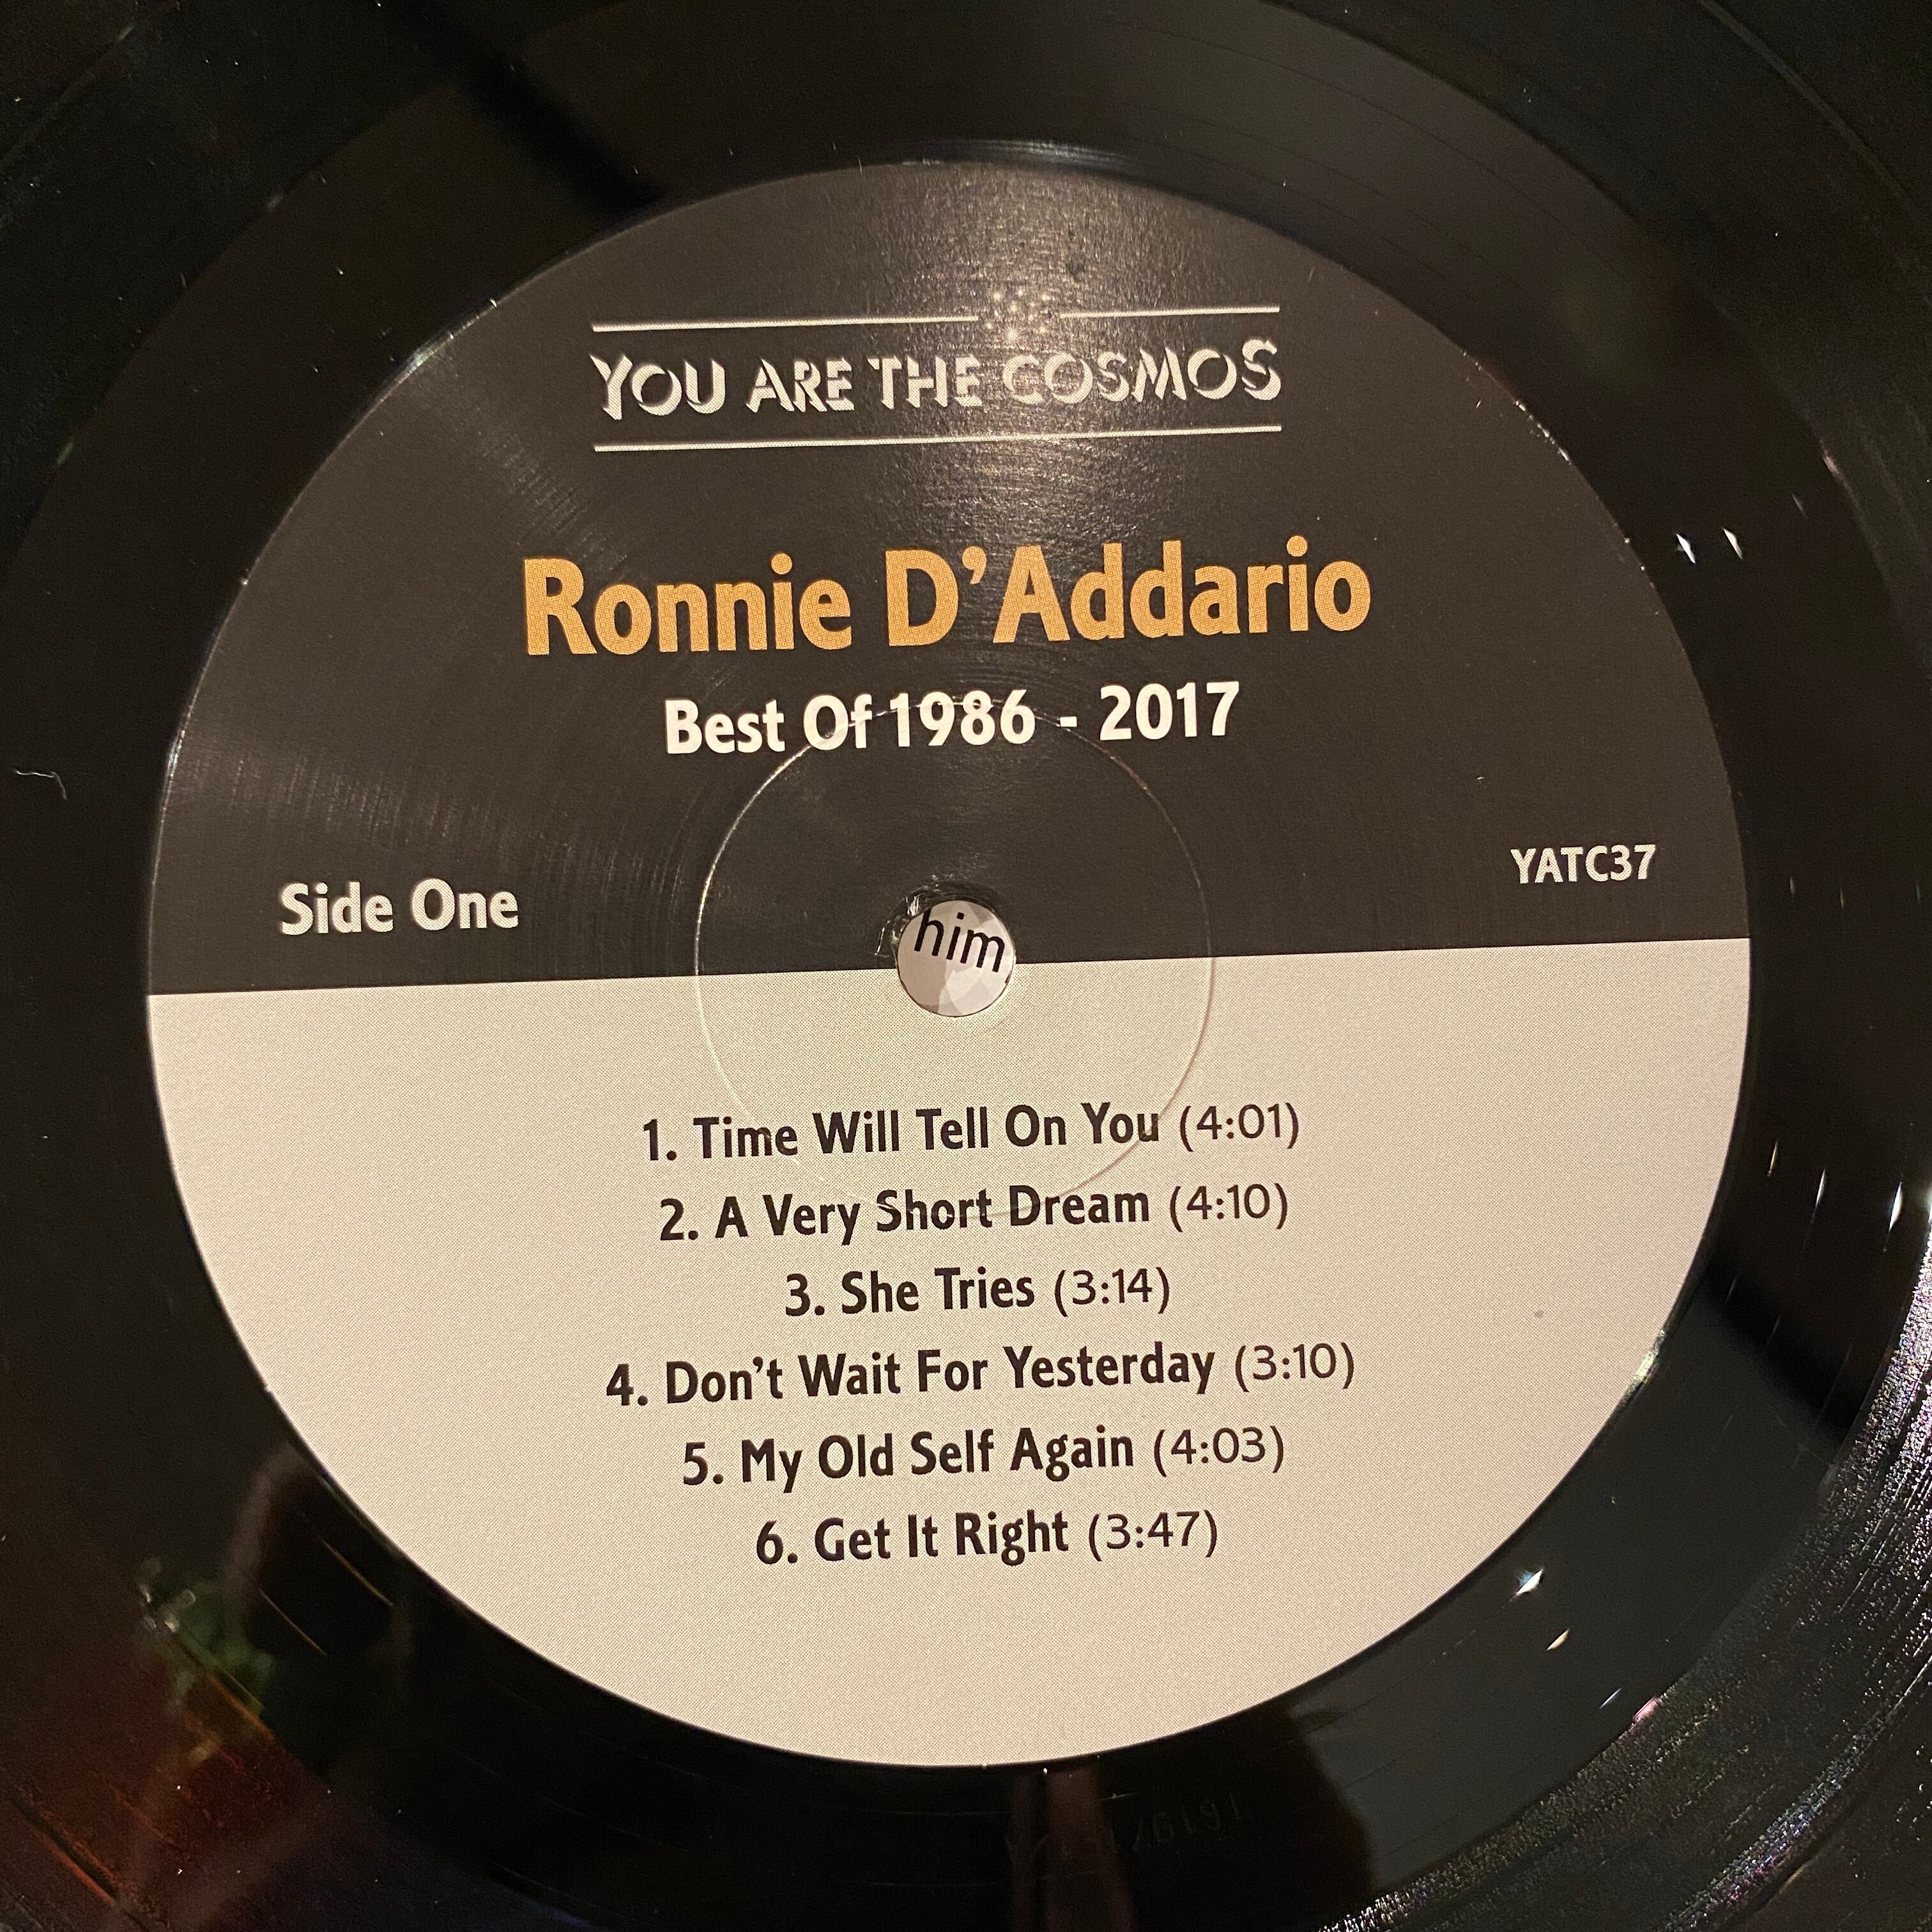 YOU ARE THE COSMOS
Ronnie D'Addario
Best Of 1986 - 2017
YATC37
Side One
him
1. Time Will Tell On You (4:01)
2. A Very Short Dream (4:10)
3. She Tries (3:14)
4. Don't Wait For Yesterday (3:10)
5. My Old Self Again (4:03)
6. Get It Right (3:47)